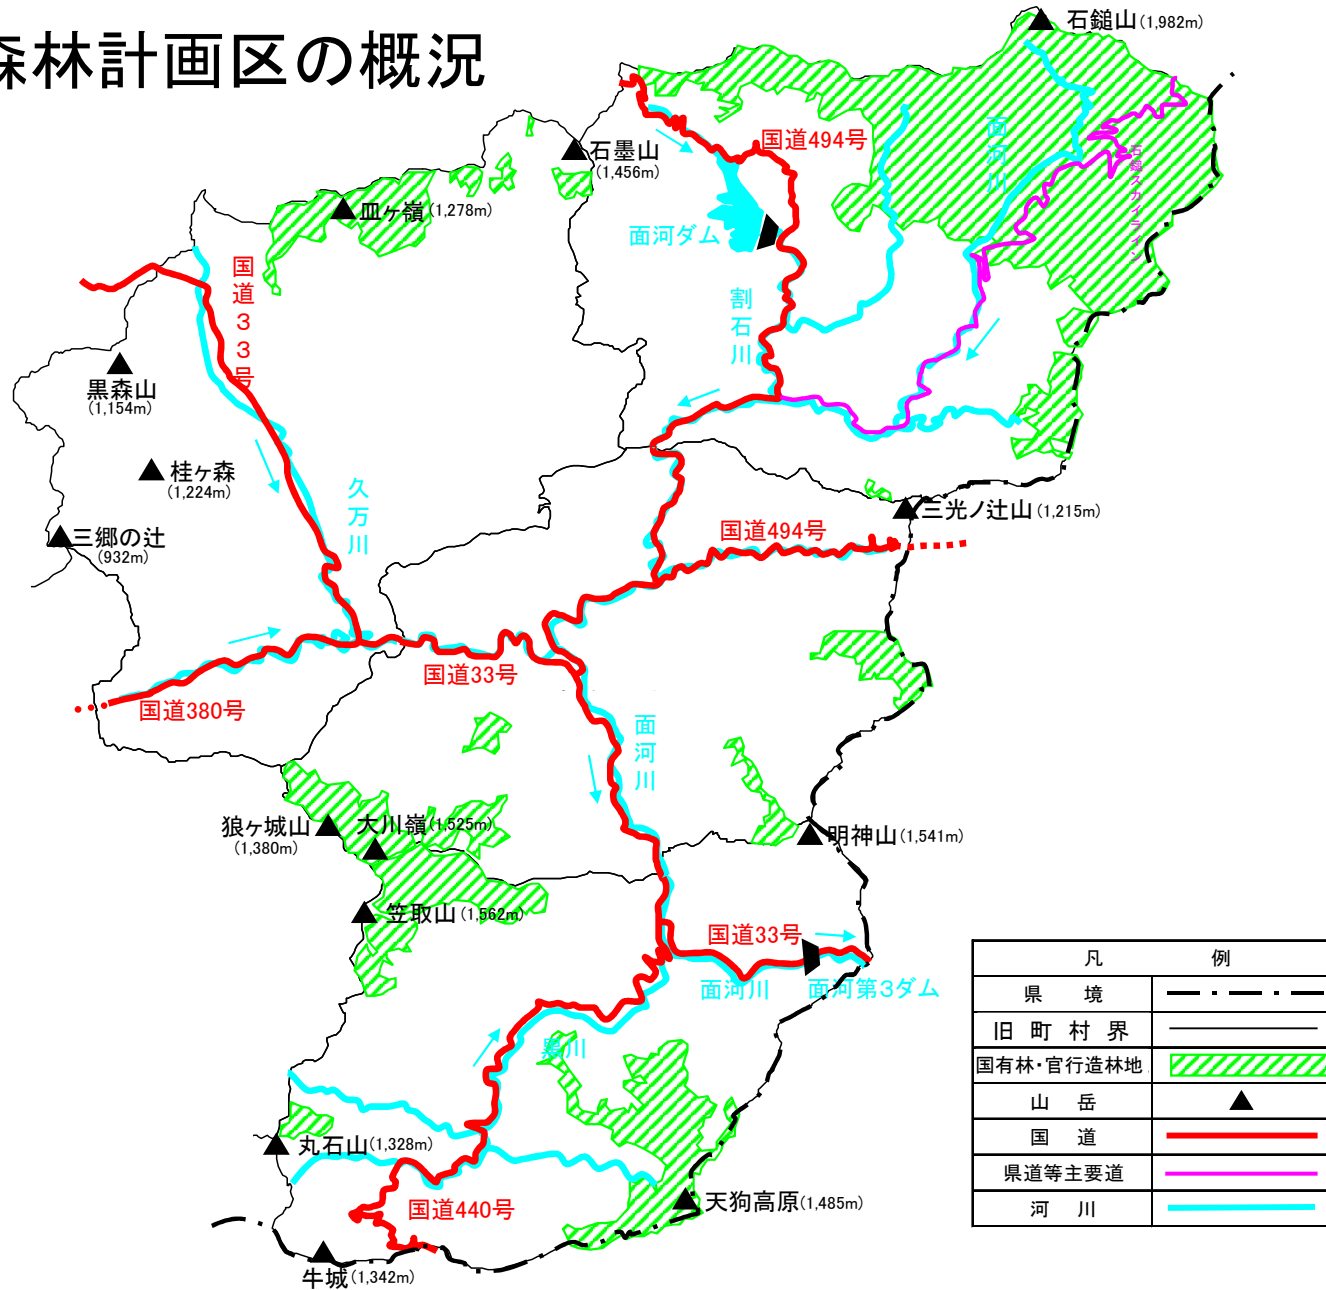 森林計画区の概況
石鎚山(1,982m)
国道494号
面河川
石鎚スカイライン
石墨山
(1,456m)
皿ヶ嶺(1,278m)
面河ダム
国道33号
割石川
黒森山
(1,154m)
桂ヶ森
(1,224m)
久万川
三光ノ辻山(1,215m)
国道494号
三郷の辻
(932m)
国道33号
国道380号
面河川
狼ヶ城山
(1,380m)
大川嶺(1,525m)
明神山(1,541m)
笠取山(1,562m)
国道33号
面河川
面河第3ダム
黒川
丸石山(1,328m)
天狗高原(1,485m)
国道440号
牛城(1,342m)
凡 例
県 境
旧町村界
国有林・官行造林地
山 岳
国 道
県道等主要道
河 川